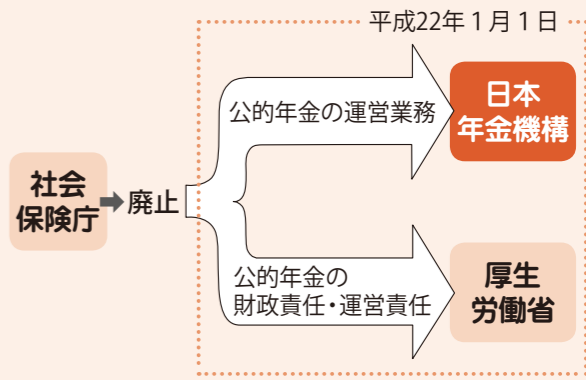 平成22年1月1日
公的年金の運営業務
日本
年金機構
社会
保険庁
廃止
公的年金の
財政責任・運営責任
厚生
労働省